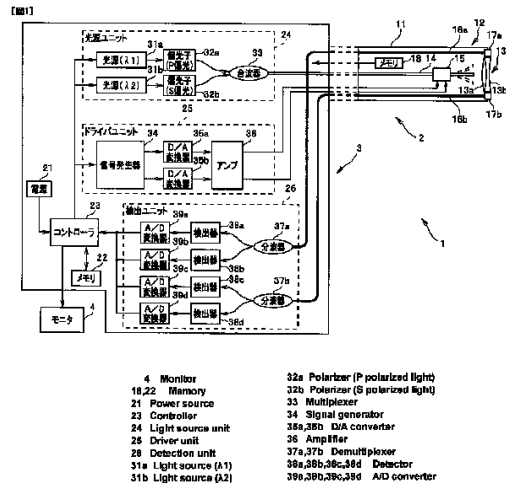 【図1】
光源ユニット
24
31a
32a
33
光源(λ1)
偏光子
(P偏光)
31b
光源(λ2)
偏光子
(S偏光)
32b
合波器
11
16a
12
17a
メモリ
18
14
15
13
13a
13b
17b
16b
2
25
ドライバユニット
34
35a
36
信号発生器
D/A
変換器
35b
D/A
変換器
アンプ
3
21
電源
26
23
コントローラ
検出ユニット
39a
38a
37a
A/D
変換器
検出器
分波器
39b
A/D
変換器
検出器
38b
1
39c
38c
37b
A/D
変換器
検出器
分波器
39d
A/D
変換器
検出器
38d
22
メモリ
モニタ
4
4 Monitor
18,22 Memory
21 Power source
23 Controller
24 Light source unit
25 Driver unit
26 Detection unit
31a Light source (λ1)
31b Light source (λ2)
32a Polarizer (P polarized light)
32b Polarizer (S polarized light)
33 Multiplexer
34 Signal generator
35a,35b D/A converter
36 Amplifier
37a,37b Demultiplexer
38a,38b,38c,38d Detector
39a,39b,39c,39d A/D converter